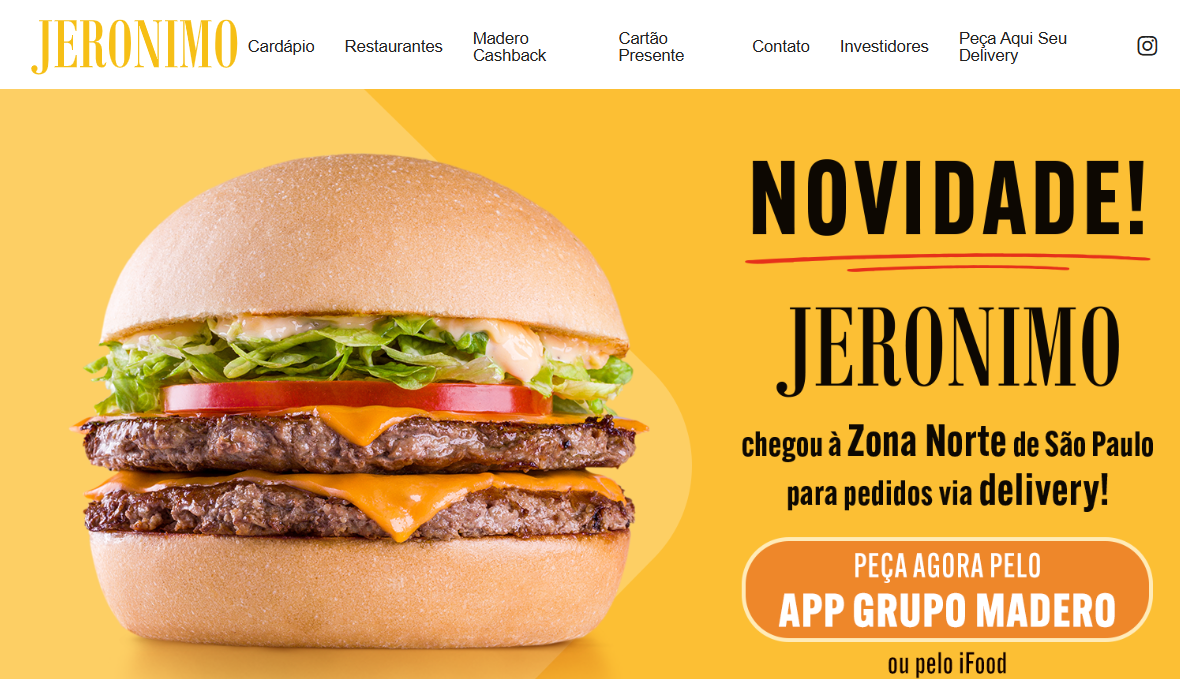 JERONIMO
Cardápio
Restaurantes
Madero
Cashback
Cartão
Presente
Contato
Investidores
Peça Aqui Seu
Delivery
NOVIDADE!
JERONIMO
chegou à Zona Norte de São Paulo
para pedidos via delivery!
PEÇA AGORA PELO
APP GRUPO MADERO
ou pelo iFood